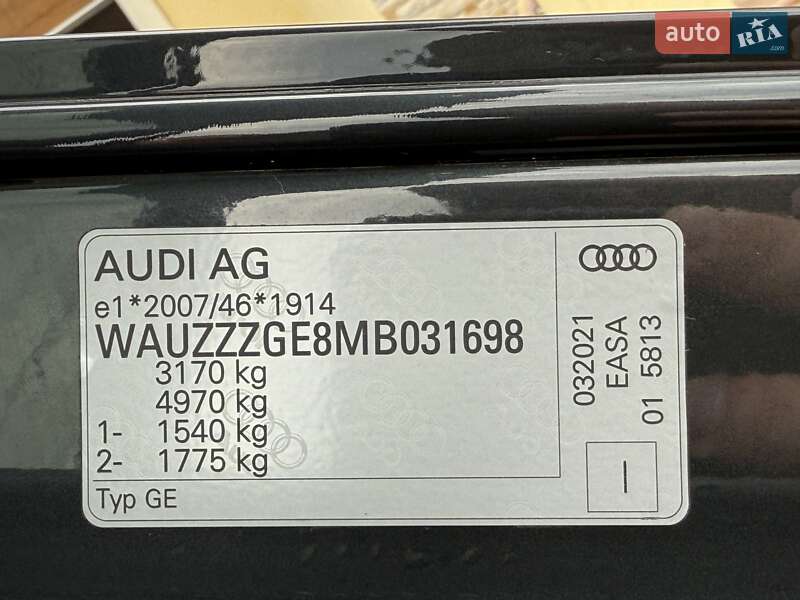 auto RIA.com
AUDI AG
e1*2007/46*1914
WAUZZZGE8MB031698
3170 kg
4970 kg
1- 1540 kg
2- 1775 kg
Typ GE
032021
EASA
01 5813